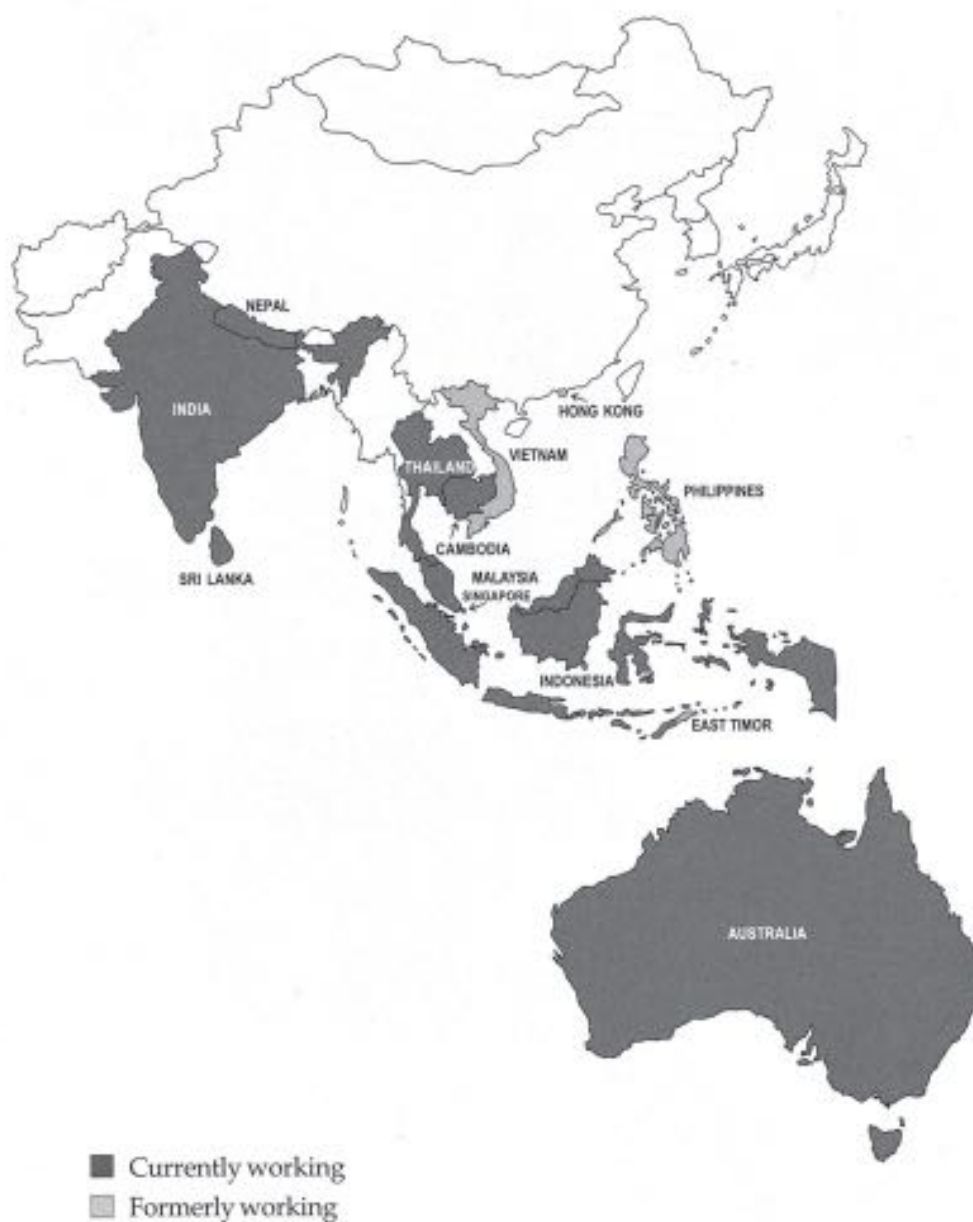 NEPAL
INDIA
HONG KONG
VIETNAM
THAILAND
PHILIPPINES
CAMBODIA
SRI LANKA
MALAYSIA
SINGAPORE
INDONESIA
EAST TIMOR
AUSTRALIA
Currently working
Formerly working